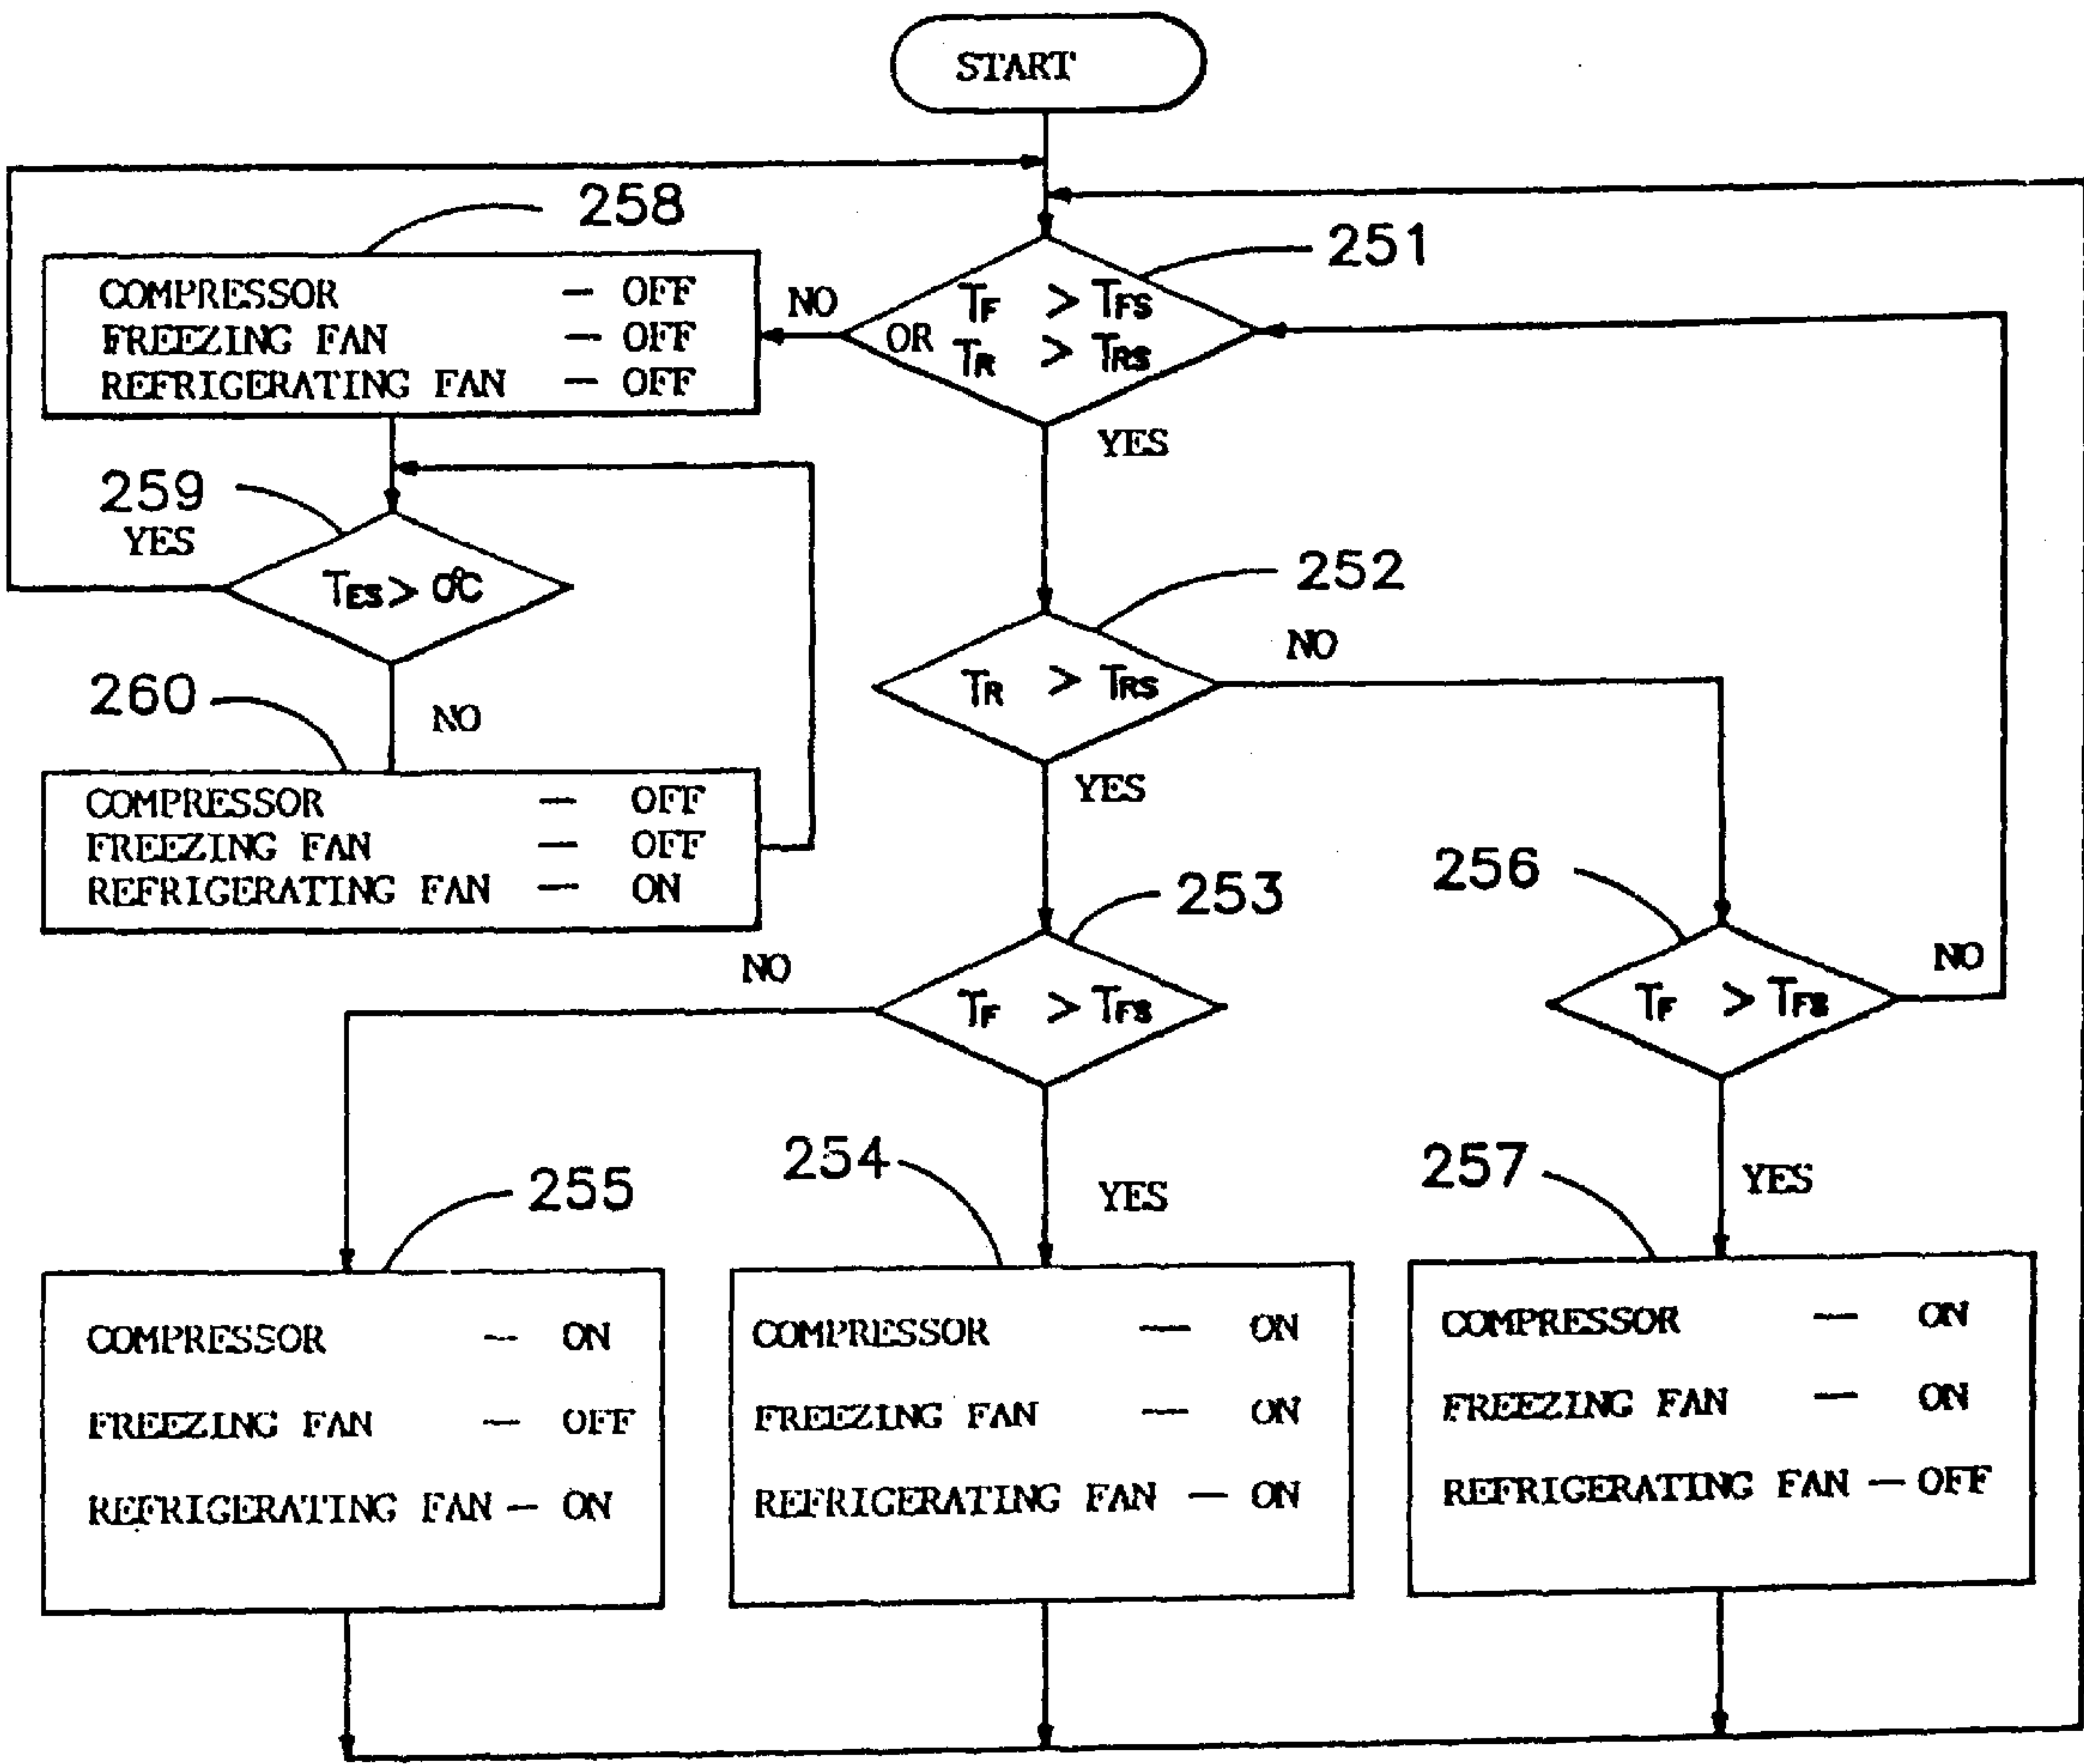 START
258
251
COMPRESSOR — OFF
FREEZING FAN — OFF
REFRIGERATING FAN — OFF
NO
TF > TFS
OR
TR > TRS
YES
259
YES
TES > 0°C
252
TR > TRS
NO
260
NO
YES
COMPRESSOR — OFF
FREEZING FAN — OFF
REFRIGERATING FAN — ON
253
256
NO
TF > TFS
TF > TFS
NO
255
254
YES
257
YES
COMPRESSOR — ON
FREEZING FAN — OFF
REFRIGERATING FAN — ON
COMPRESSOR — ON
FREEZING FAN — ON
REFRIGERATING FAN — ON
COMPRESSOR — ON
FREEZING FAN — ON
REFRIGERATING FAN — OFF